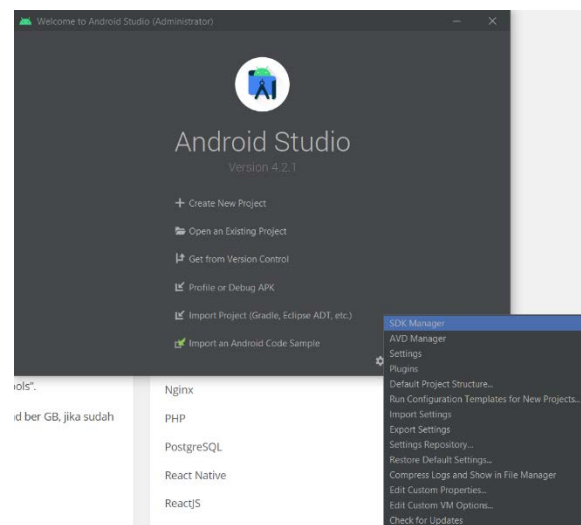 Welcome to Android Studio (Administrator)
Android Studio
Version 4.2.1
Create New Project
Open an Existing Project
Get from Version Control
Profile or Debug APK
Import Project (Gradle, Eclipse ADT, etc.)
Import an Android Code Sample
SDK Manager
AVD Manager
Settings
Plugins
Default Project Structure...
Run Configuration Templates for New Projects...
Import Settings
Export Settings
Settings Repository...
Restore Default Settings...
Compress Logs and Show in File Manager
Edit Custom Properties...
Edit Custom VM Options...
Check for Updates
ools".
d ber GB, jika sudah
Nginx
PHP
PostgreSQL
React Native
ReactJS